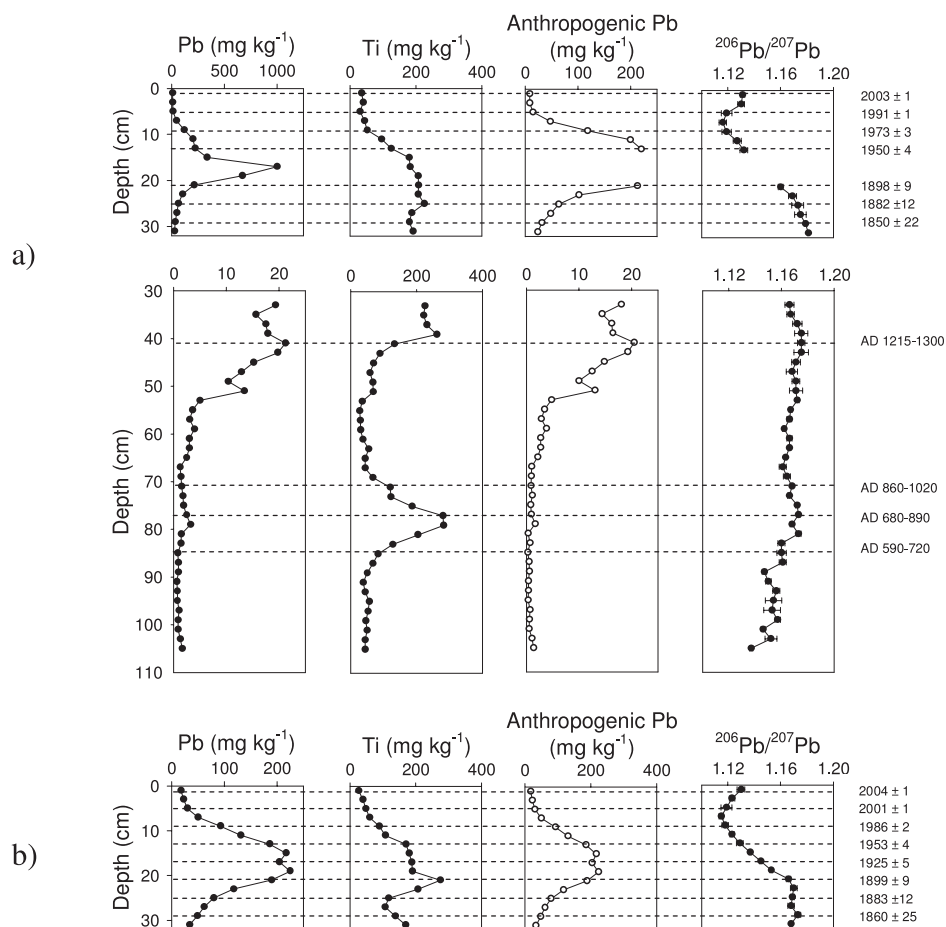 Anthropogenic Pb
Pb (mg kg-1) Ti (mg kg-1) (mg kg-1) 206Pb/207Pb
0 500 1000 0 200 400 0 100 200 1.12 1.16 1.20
0 2003 ± 1
1991 ± 1
10 1973 ± 3
1950 ± 4
Depth (cm)
20 1898 ± 9
1882 ±12
1850 ± 22
30
a)
0 10 20 0 200 400 0 10 20 1.12 1.16 1.20
30
40 AD 1215-1300
50
60
Depth (cm)
70 AD 860-1020
AD 680-890
80
AD 590-720
90
100
110
Anthropogenic Pb
Pb (mg kg-1) Ti (mg kg-1) (mg kg-1) 206Pb/207Pb
0 100 200 0 200 400 0 200 400 1.12 1.16 1.20
0 2004 ± 1
2001 ± 1
10 1986 ± 2
1953 ± 4
b)
Depth (cm)
1925 ± 5
20 1899 ± 9
1883 ±12
1860 ± 25
30